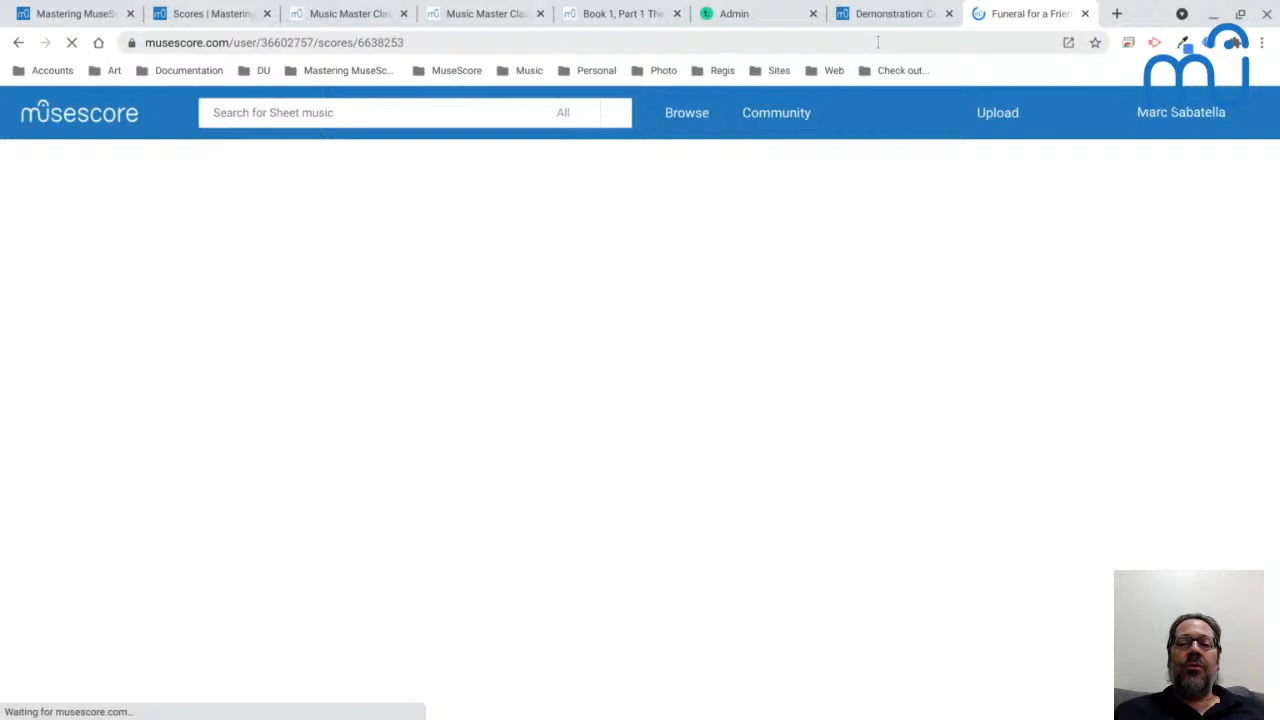 Mastering MuseSc
Scores | Mastering
Music Master Clas
Music Master Clas
Book 1, Part 1 The
Admin
Demonstration: C
Funeral for a Frien
musescore.com/user/36602757/scores/6638253
Accounts
Art
Documentation
DU
Mastering MuseSc...
MuseScore
Music
Personal
Photo
Regis
Sites
Web
Check out...
musescore
Search for Sheet music
All
Browse
Community
Upload
Marc Sabatella
Waiting for musescore.com...